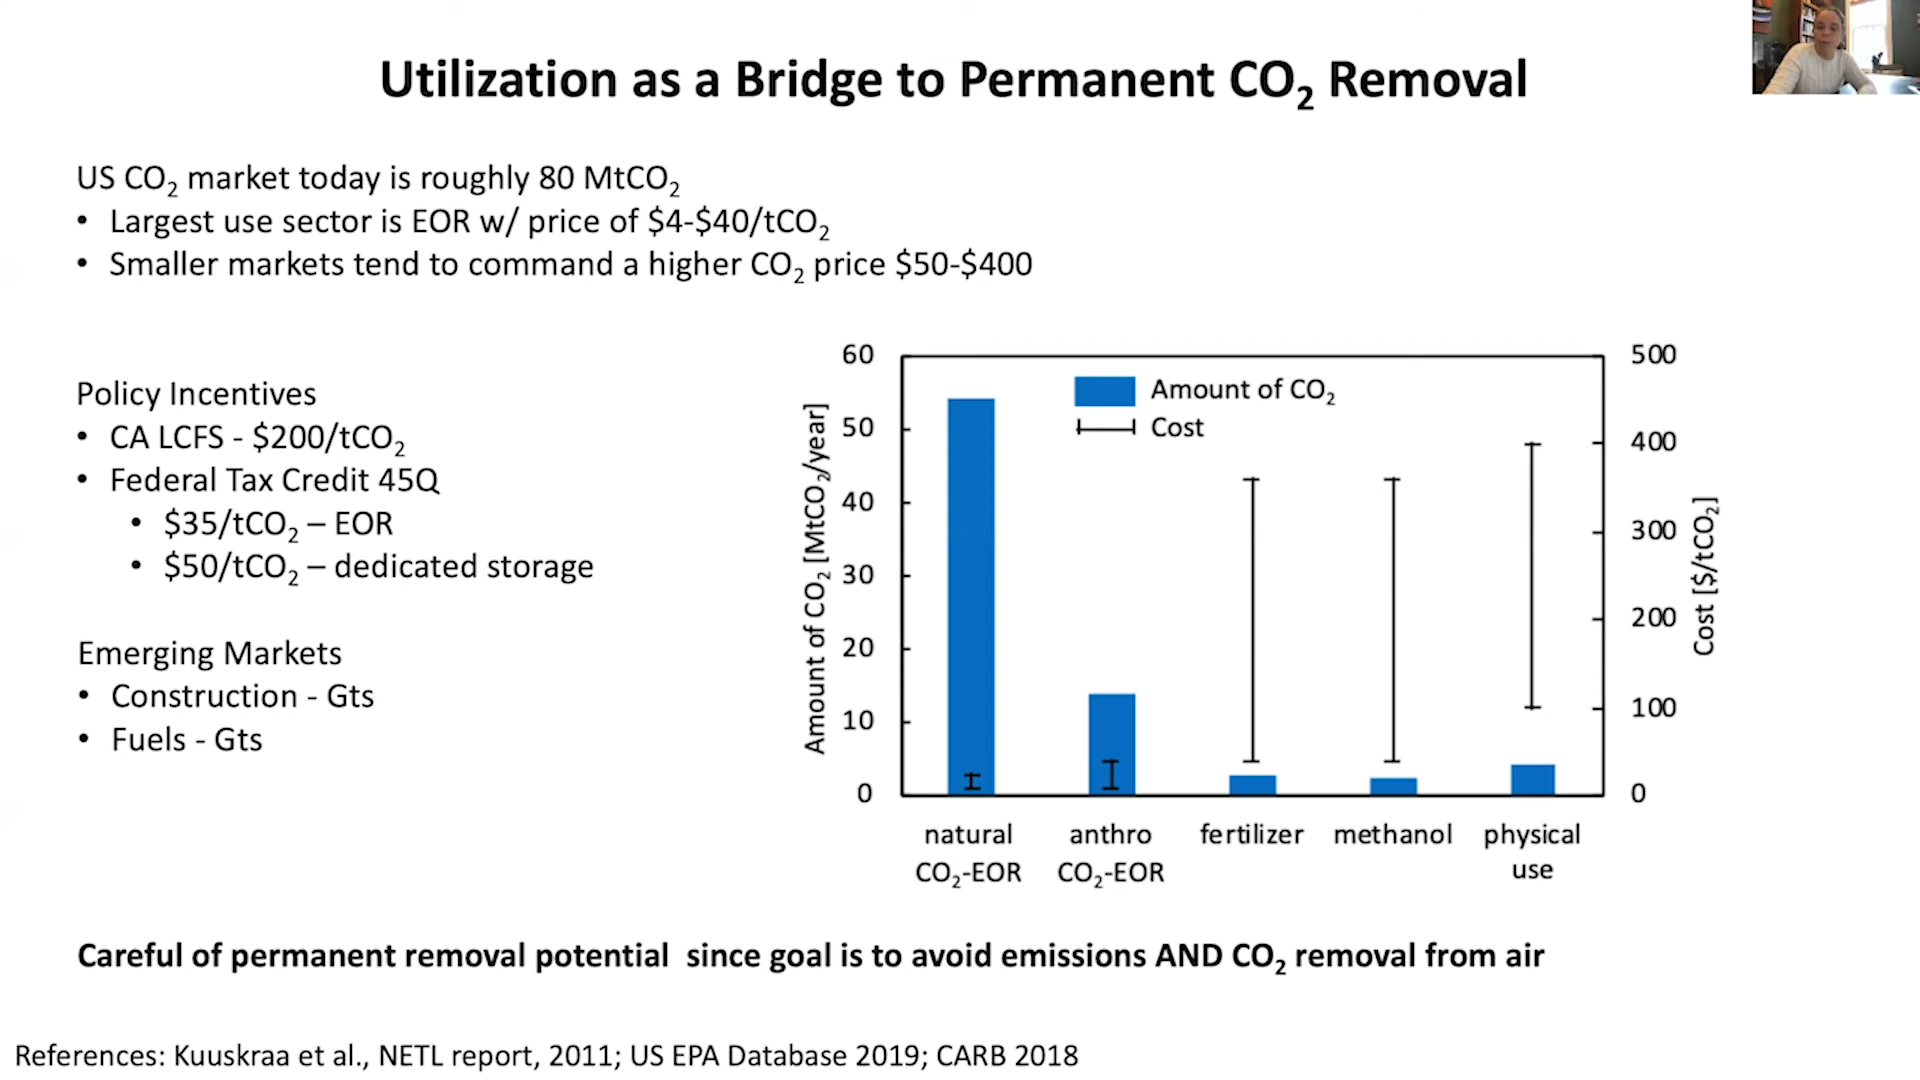 Utilization as a Bridge to Permanent CO₂ Removal
US CO₂ market today is roughly 80 MtCO₂
• Largest use sector is EOR w/ price of $4-$40/tCO₂
• Smaller markets tend to command a higher CO₂ price $50-$400
Policy Incentives
• CA LCFS - $200/tCO₂
• Federal Tax Credit 45Q
• $35/tCO₂ – EOR
• $50/tCO₂ – dedicated storage
Emerging Markets
• Construction - Gts
• Fuels - Gts
Amount of CO₂ [MtCO₂/year]
60
50
40
30
20
10
0
Amount of CO₂
Cost
500
400
300
200
100
0
Cost [$/tCO₂]
natural
CO₂-EOR
anthro
CO₂-EOR
fertilizer
methanol
physical
use
Careful of permanent removal potential  since goal is to avoid emissions AND CO₂ removal from air
References: Kuuskraa et al., NETL report, 2011; US EPA Database 2019; CARB 2018